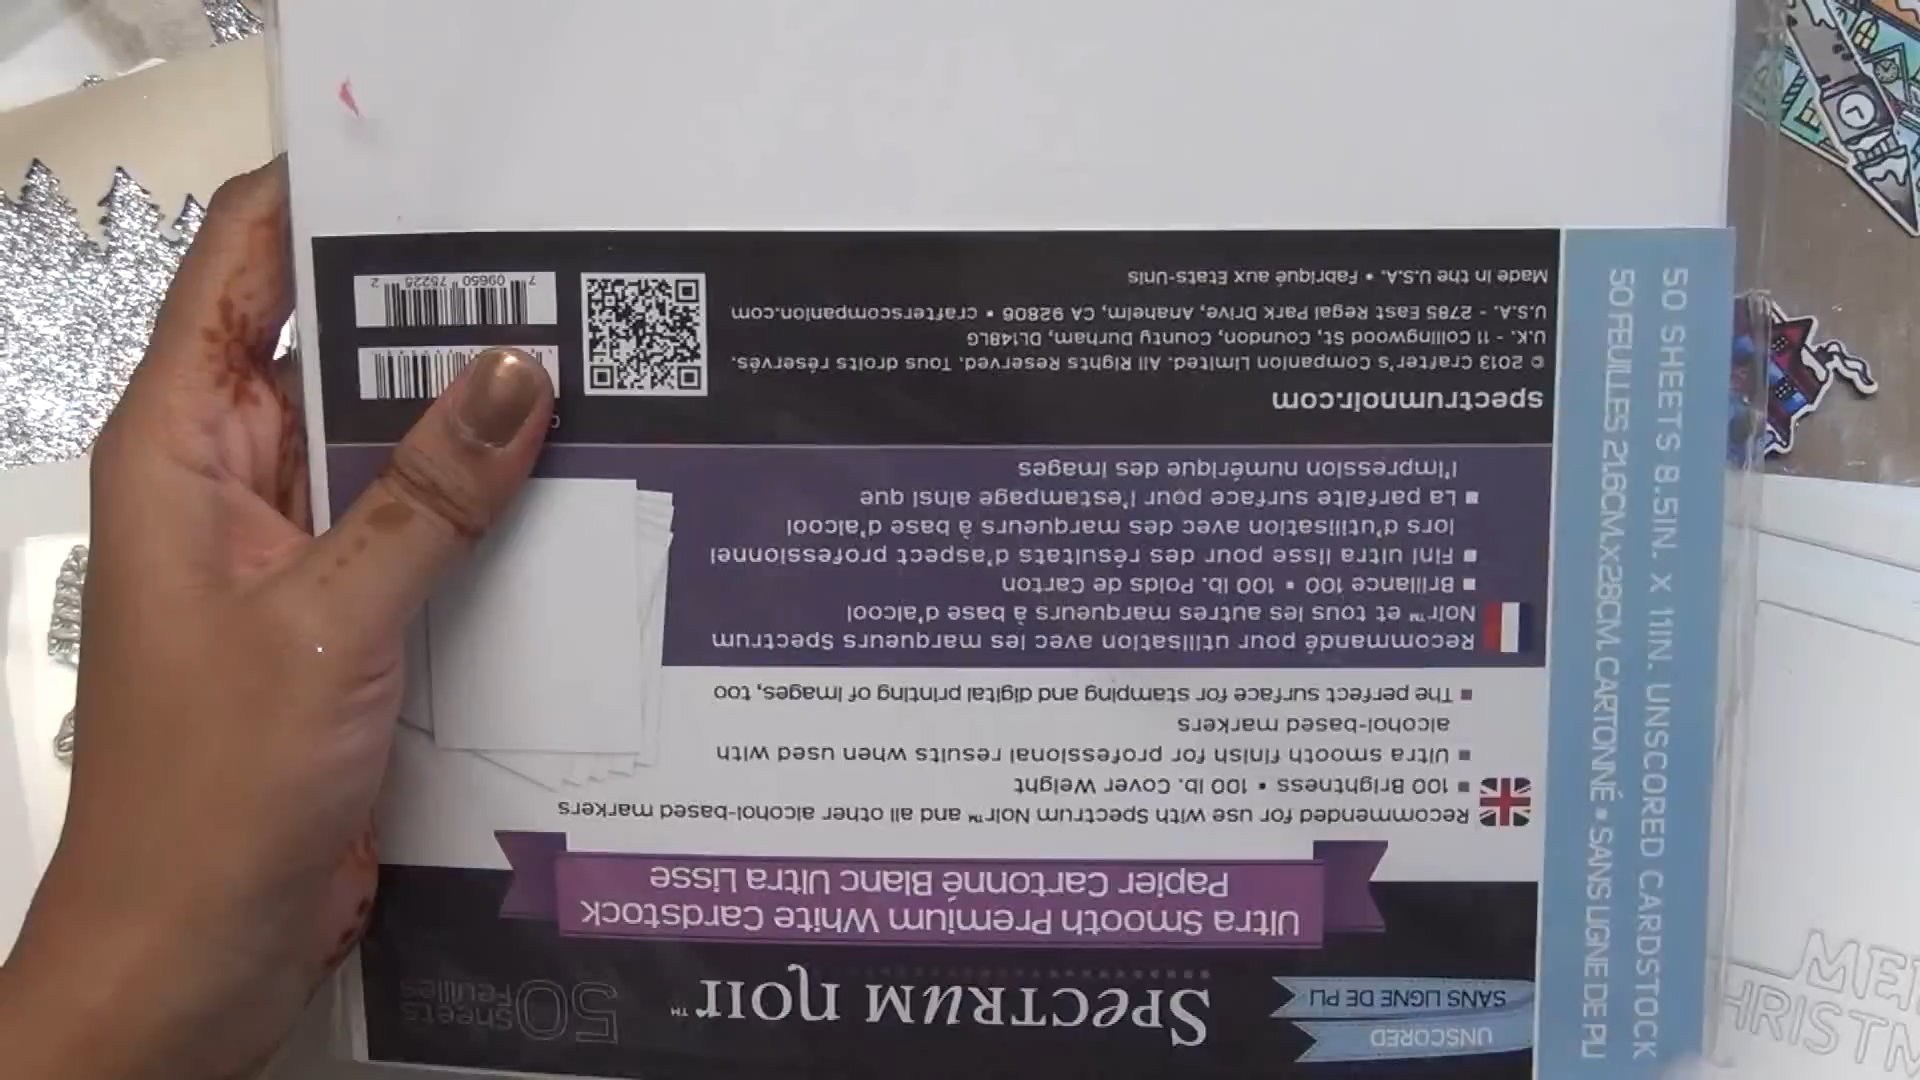 UNSCORED
SANS LIGNE DE PLI
Spectrum noir™
50 Sheets
Feuilles
Ultra Smooth Premium White Cardstock
Papier Cartonné Blanc Ultra Lisse
Recommended for use with Spectrum Noir™ and all other alcohol-based markers
▪ 100 Brightness ▪ 100 lb. Cover Weight
▪ Ultra smooth finish for professional results when used with
alcohol-based markers
▪ The perfect surface for stamping and digital printing of images, too
Recommandé pour utilisation avec les marqueurs Spectrum
Noir™ et tous les autres marqueurs à base d'alcool
▪ Brilliance 100 ▪ 100 lb. Poids de Carton
▪ Fini ultra lisse pour des résultats d'aspect professionnel
lors d'utilisation avec des marqueurs à base d'alcool
▪ La parfaite surface pour l'estampage ainsi que
l'impression numérique des images
spectrumnoir.com
© 2013 Crafter's Companion Limited. All Rights Reserved. Tous droits réservés.
U.K. - 11 Collingwood St, Coundon, County Durham, DL148LG
U.S.A. - 2785 East Regal Park Drive, Anaheim, CA 92806 • crafterscompanion.com
Made in the U.S.A. • Fabriqué aux Etats-Unis
7 09650 75225 2
50 SHEETS 8.5IN. X 11IN. UNSCORED CARDSTOCK
50 FEUILLES 21.6CM.X28CM. CARTONNÉ • SANS LIGNE DE PLI